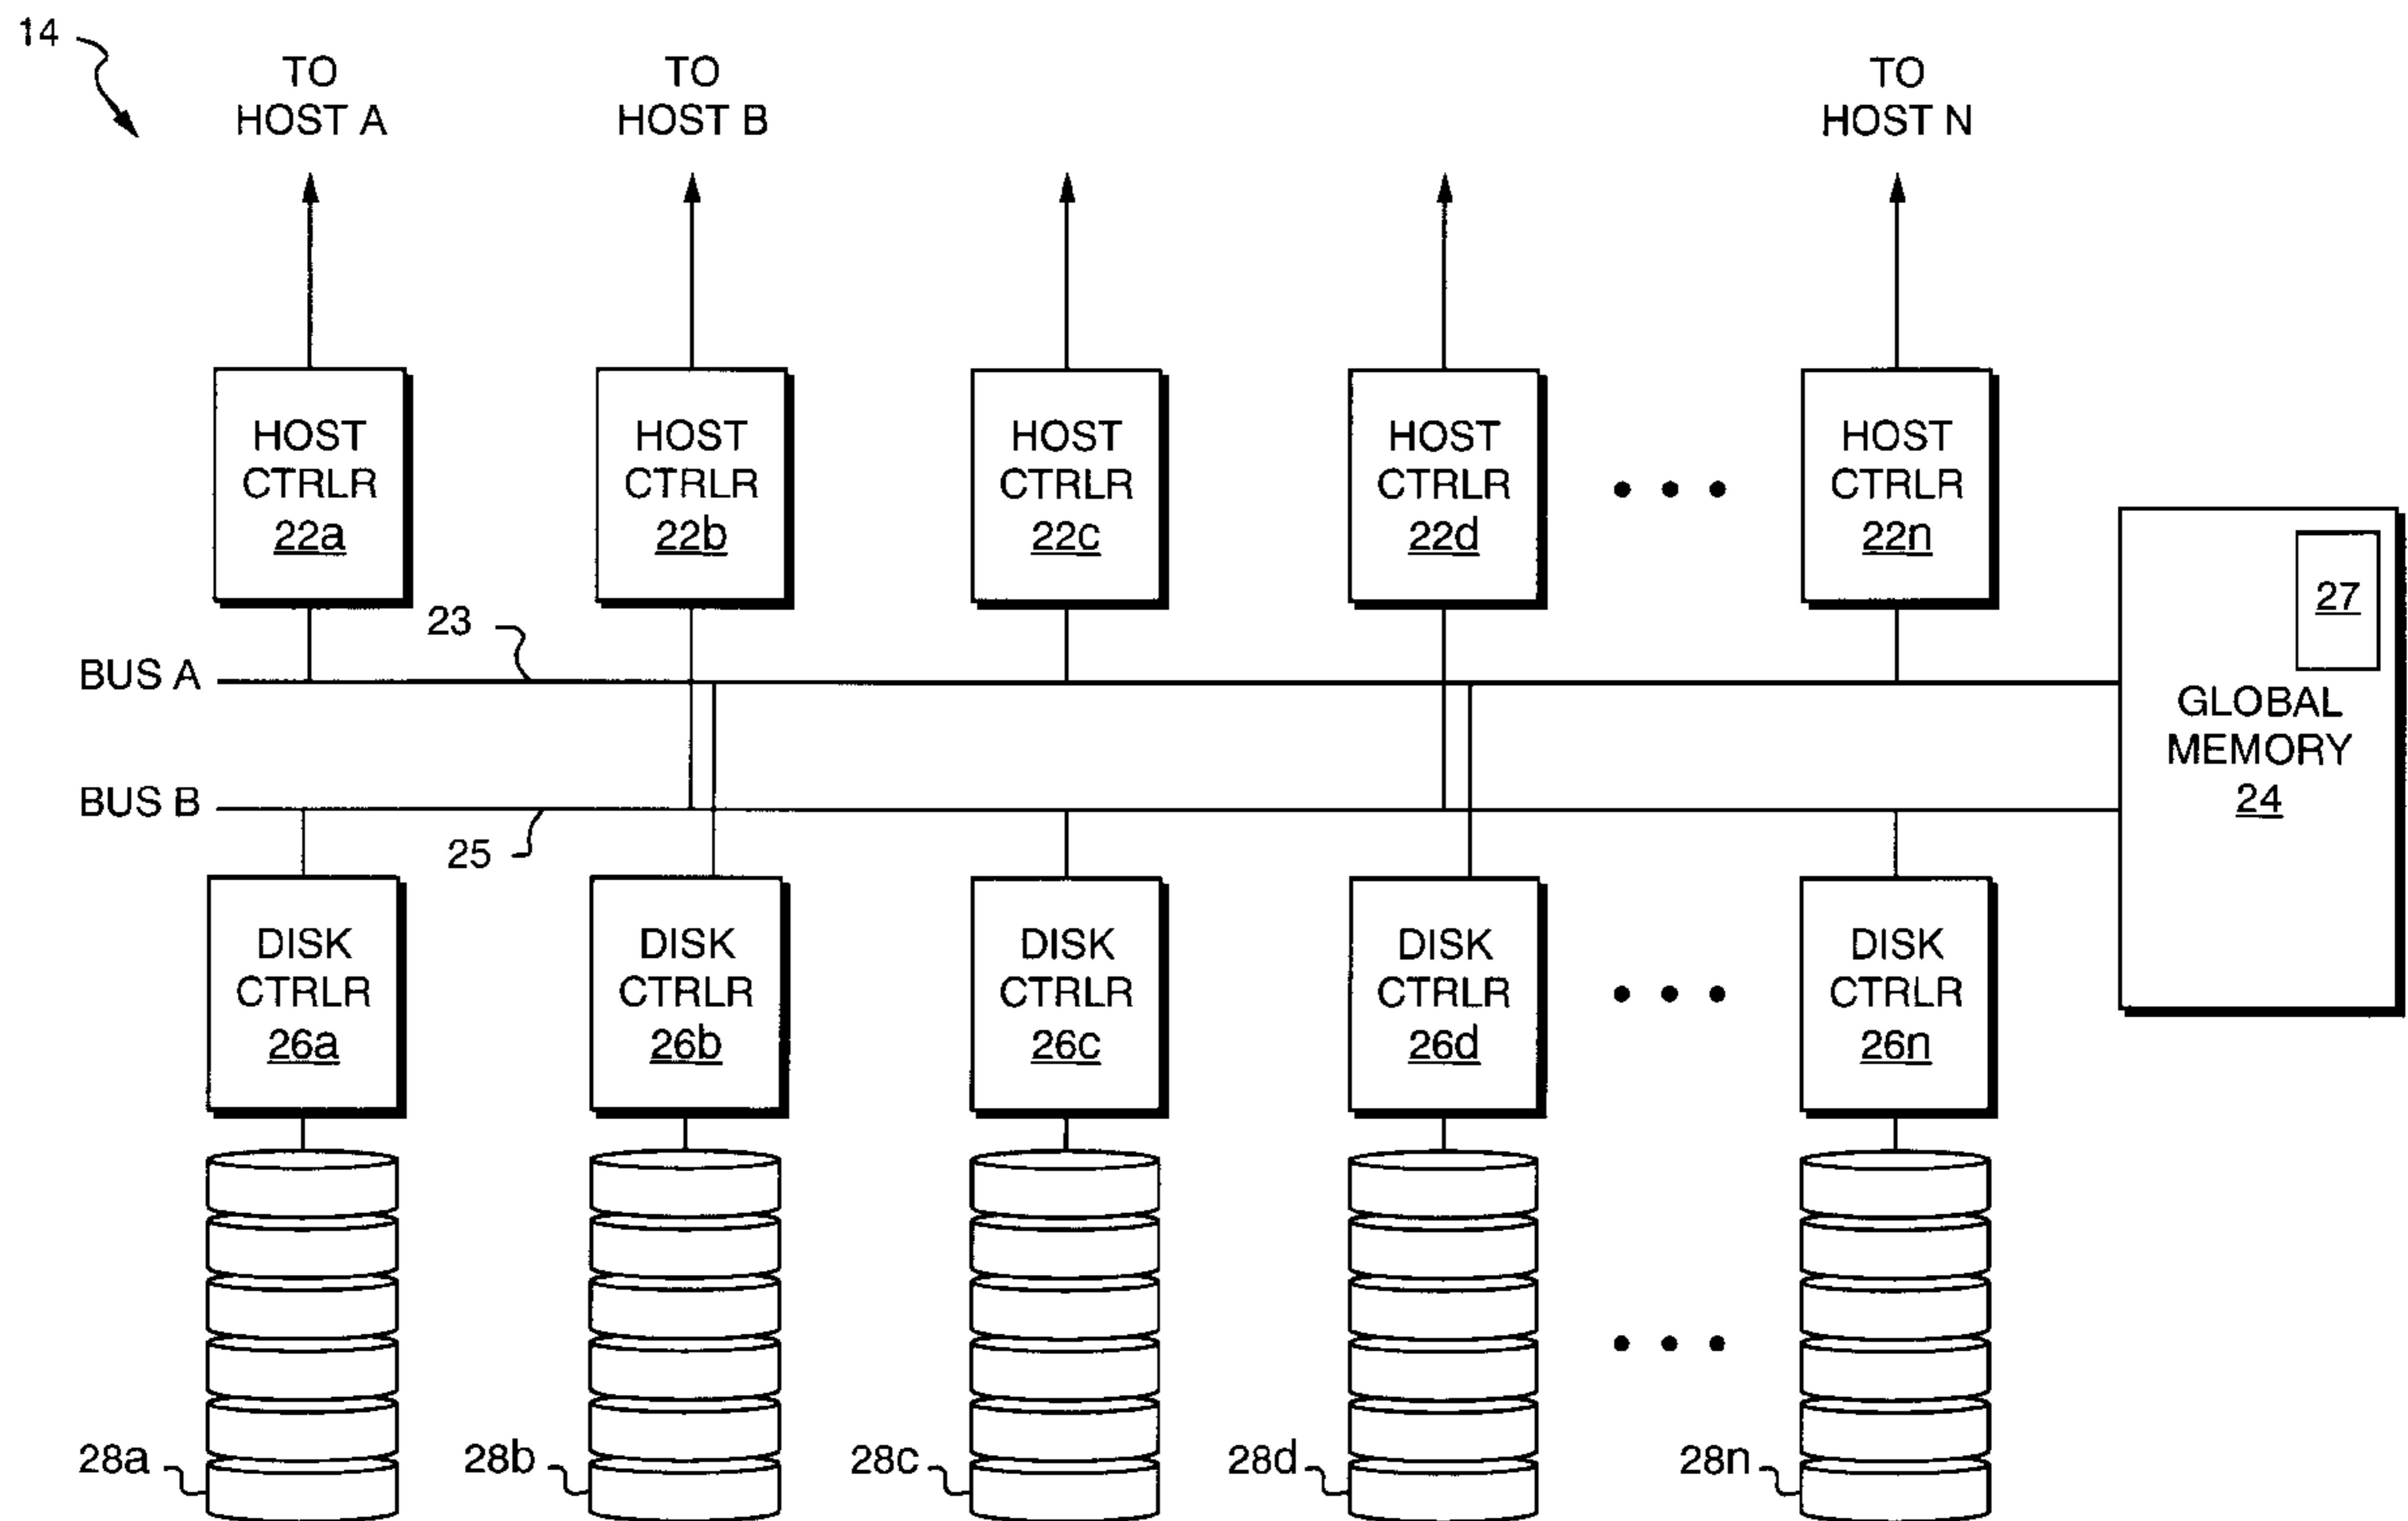 14
TO
HOST A
TO
HOST B
TO
HOST N
HOST
CTRLR
22a
HOST
CTRLR
22b
HOST
CTRLR
22c
HOST
CTRLR
22d
HOST
CTRLR
22n
27
GLOBAL
MEMORY
24
23
BUS A
BUS B
25
DISK
CTRLR
26a
DISK
CTRLR
26b
DISK
CTRLR
26c
DISK
CTRLR
26d
DISK
CTRLR
26n
28a
28b
28c
28d
28n